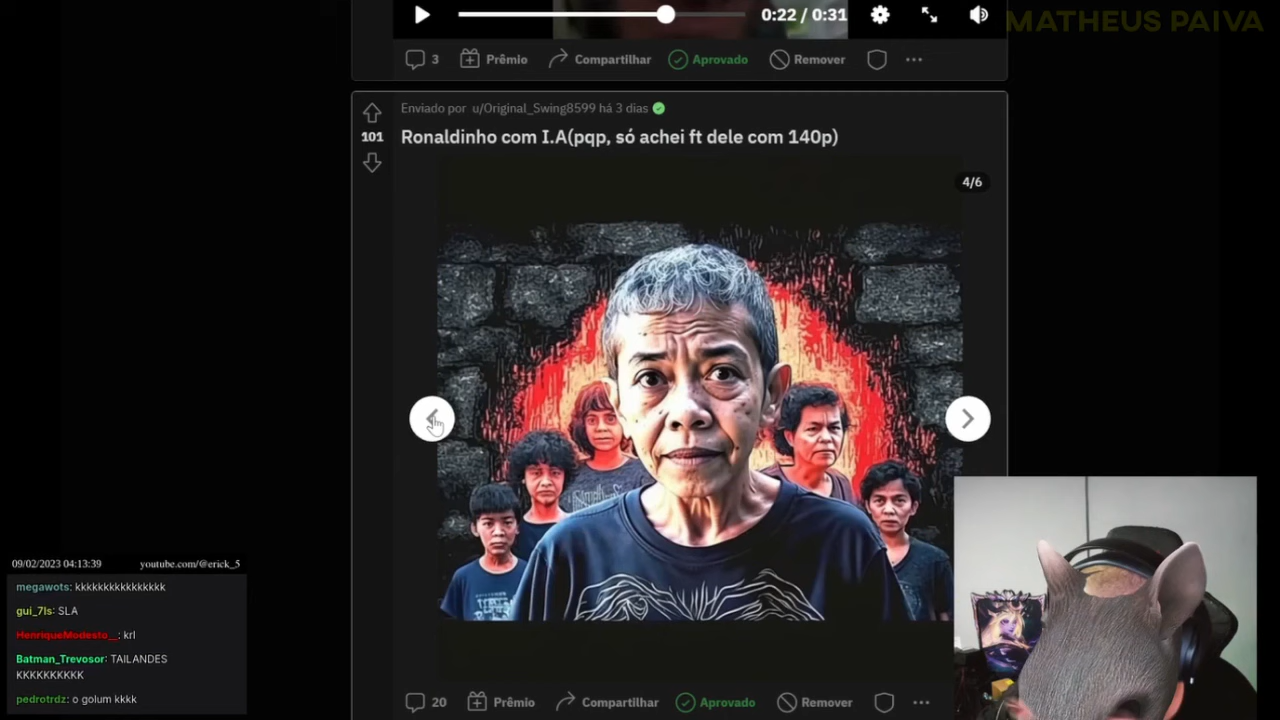 0:22 / 0:31
MATHEUS PAIVA
3 Prêmio Compartilhar Aprovado Remover
Enviado por u/Original_Swing8599 há 3 dias
101
Ronaldinho com I.A(pqp, só achei ft dele com 140p)
4/6
09/02/2023 04:13:39 youtube.com/@erick_5
megawots: kkkkkkkkkkkkkkk
gui_7ls: SLA
HenriqueModesto__: krl
Batman_Trevosor: TAILANDES
KKKKKKKKKK
pedrotrdz: o golum kkkk
20 Prêmio Compartilhar Aprovado Remover